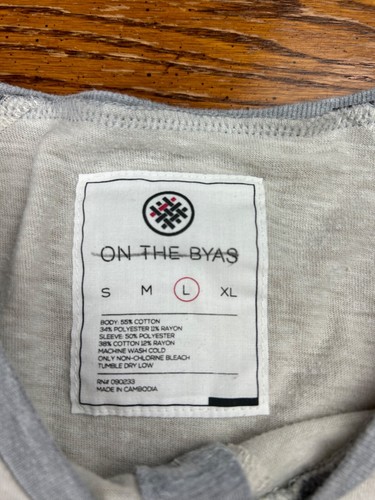 ON THE BYAS
S M L XL
BODY: 55% COTTON
34% POLYESTER 11% RAYON
SLEEVE: 50% POLYESTER
38% COTTON 12% RAYON
MACHINE WASH COLD
ONLY NON-CHLORINE BLEACH
TUMBLE DRY LOW
RN# 090233
MADE IN CAMBODIA